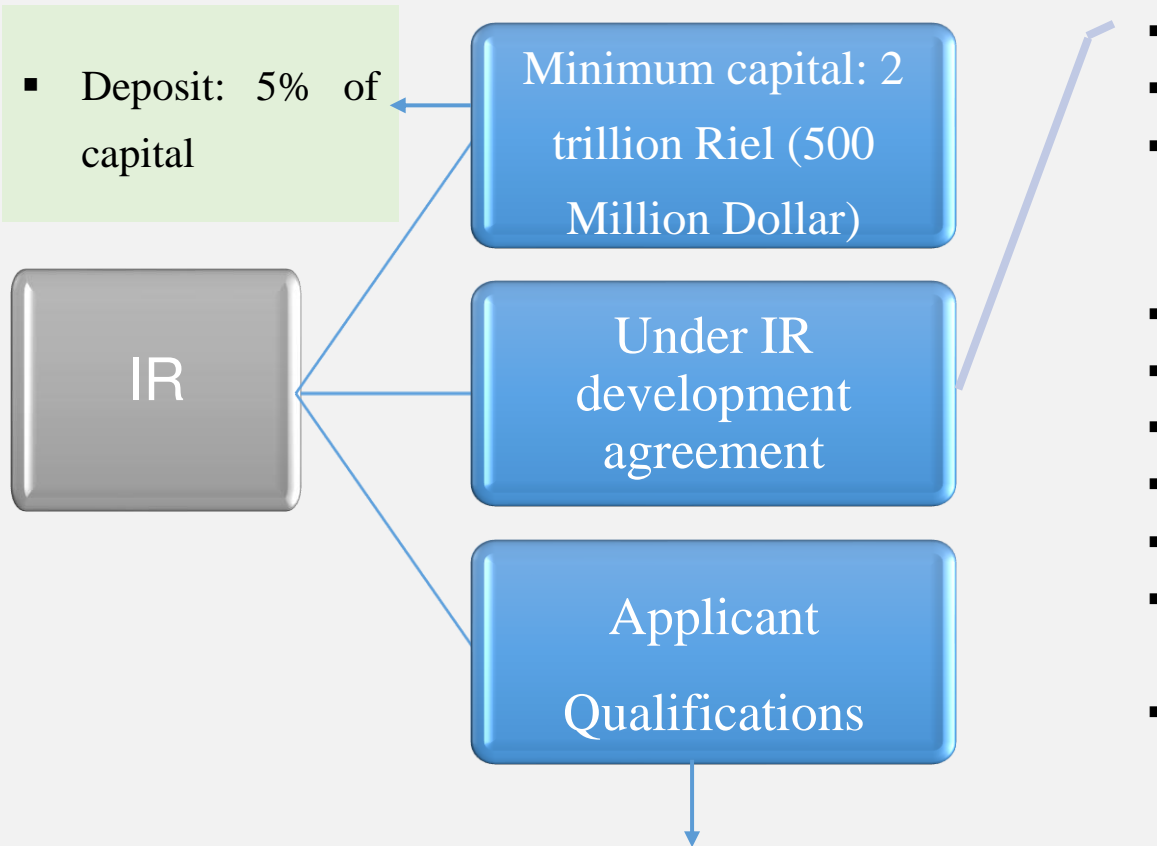 ▪ Deposit: 5% of
capital
Minimum capital: 2
trillion Riel (500
Million Dollar)
IR
Under IR
development
agreement
Applicant
Qualifications